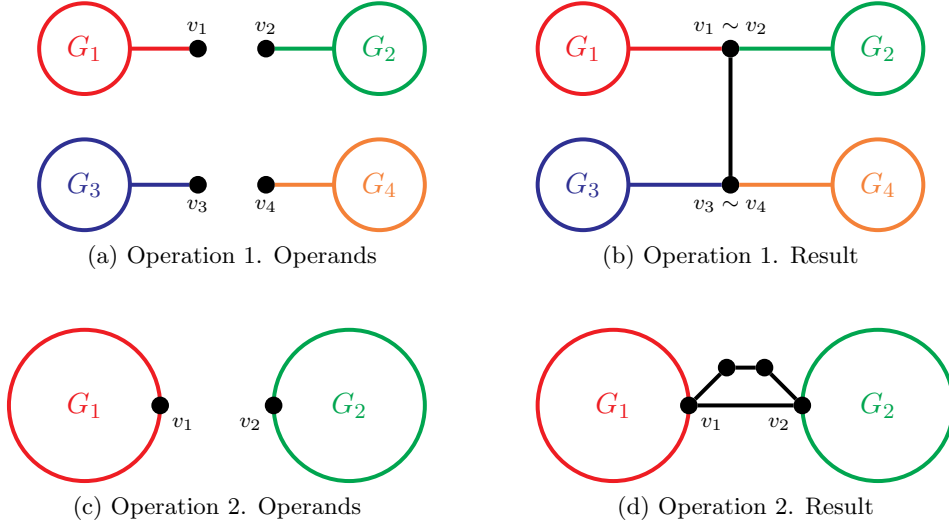 v₁ v₂ v₁ ∼ v₂
G₁ G₂ G₁ G₂
G₃ G₄ G₃ G₄
v₃ v₄ v₃ ∼ v₄
(a) Operation 1. Operands
(b) Operation 1. Result
G₁ v₁ v₂ G₂
G₁ v₁ v₂ G₂
(c) Operation 2. Operands
(d) Operation 2. Result